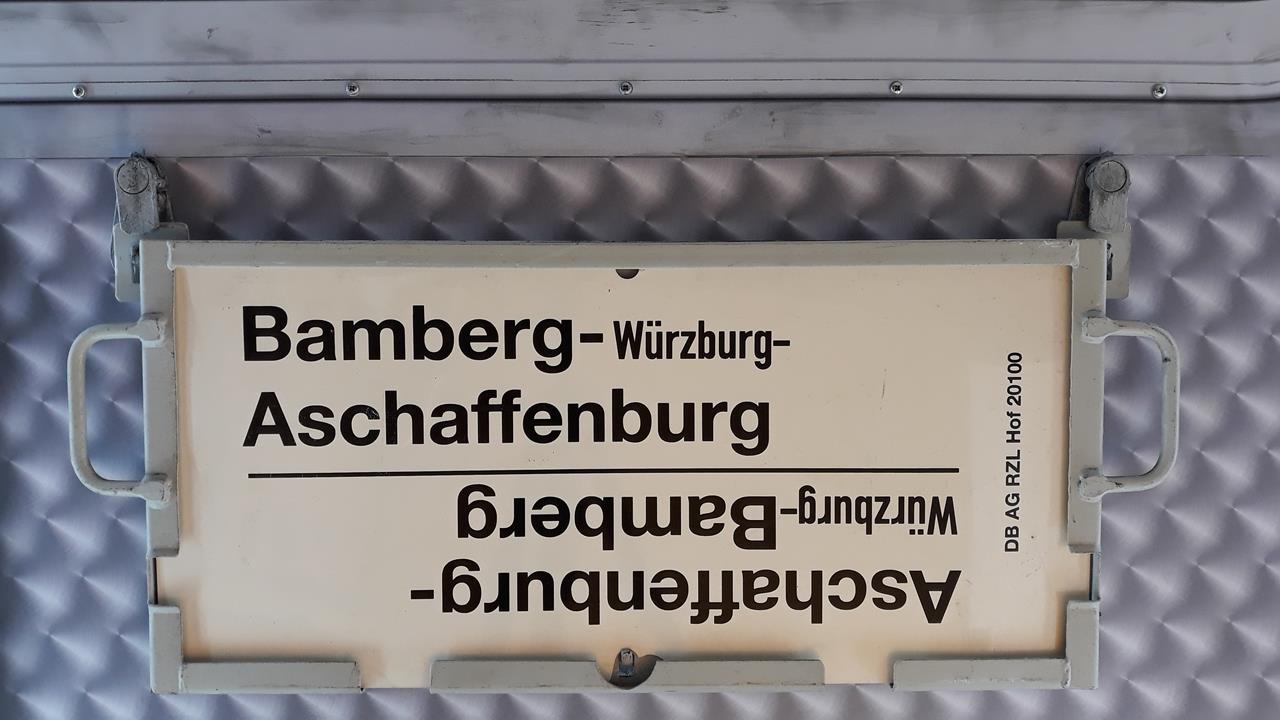 Bamberg- Würzburg-
Aschaffenburg
Aschaffenburg-
Würzburg-Bamberg
DB AG RZL Hof 20100